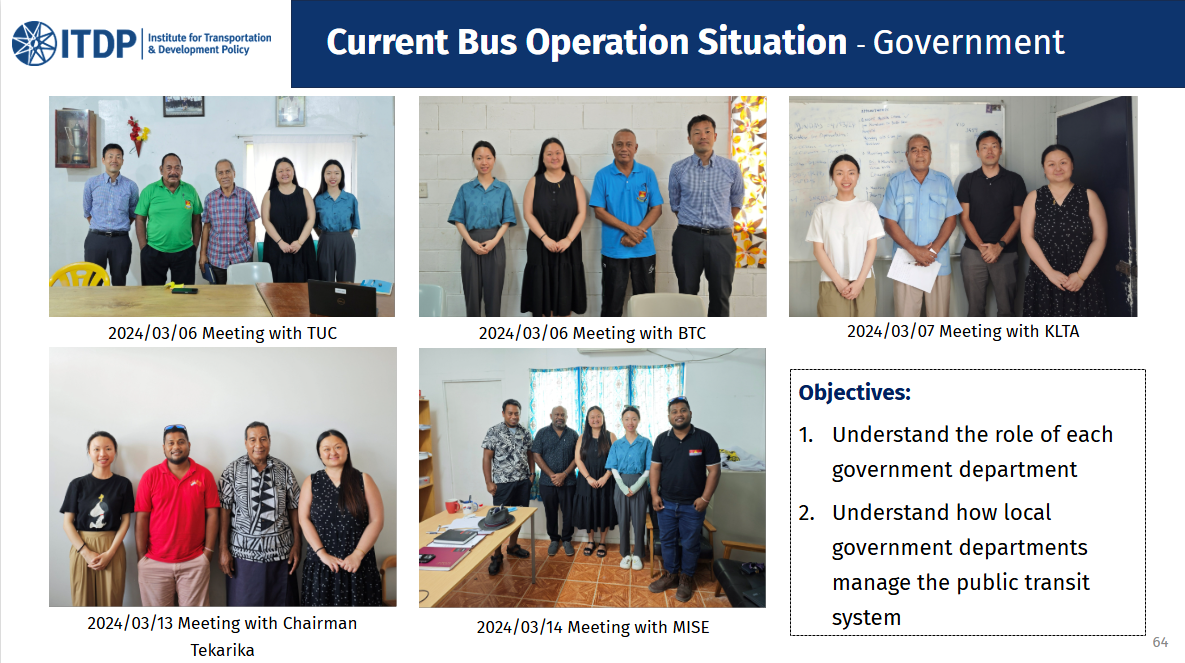 ITDP
Institute for Transportation
& Development Policy
Current Bus Operation Situation - Government
2024/03/06 Meeting with TUC
2024/03/06 Meeting with BTC
2024/03/07 Meeting with KLTA
2024/03/13 Meeting with Chairman
Tekarika
2024/03/14 Meeting with MISE
Objectives:
1. Understand the role of each
government department
2. Understand how local
government departments
manage the public transit
system
64